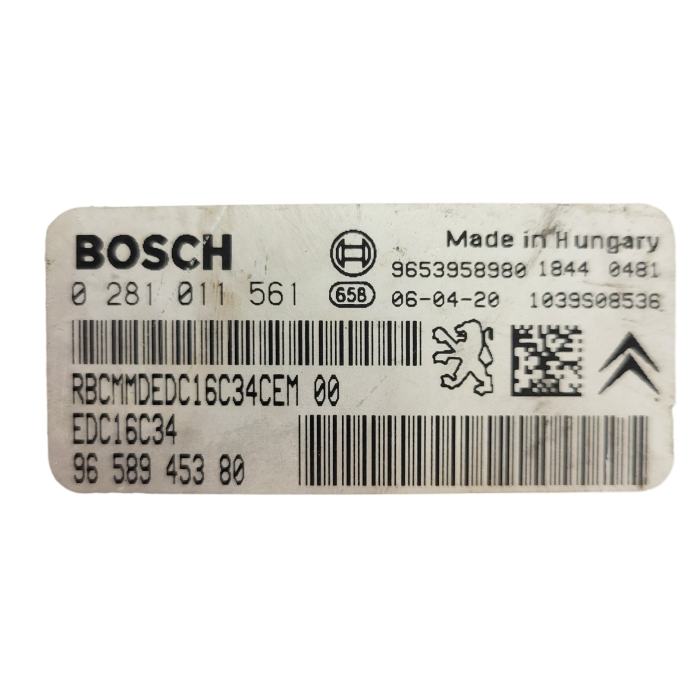 BOSCH
Made in Hungary
9653958980 1844 0481
0 281 011 561
658
06-04-20 1039S08536
RBCMMDEDC16C34CEM 00
EDC16C34
96 589 453 80